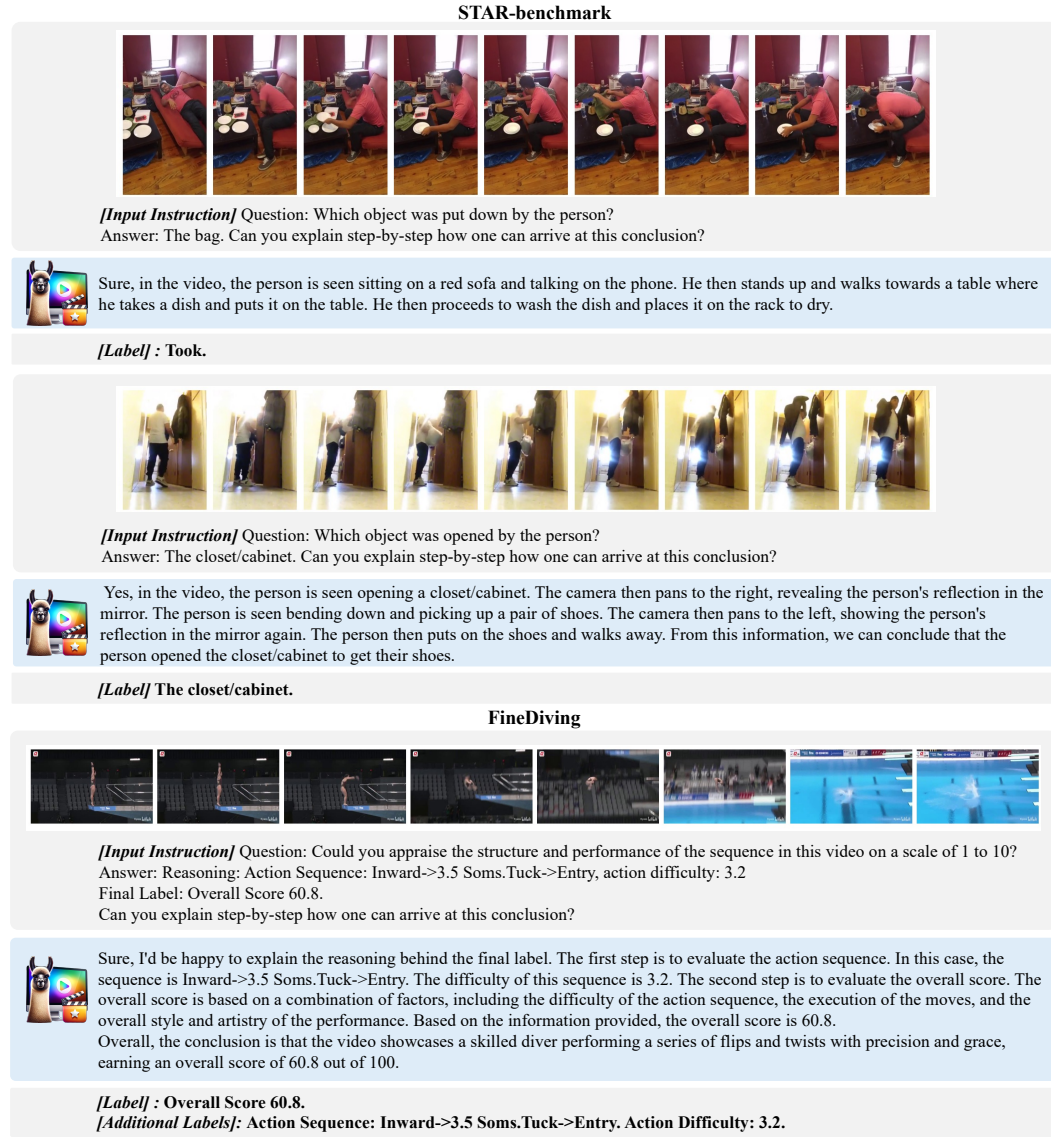 STAR-benchmark
[Input Instruction] Question: Which object was put down by the person?
Answer: The bag. Can you explain step-by-step how one can arrive at this conclusion?
Sure, in the video, the person is seen sitting on a red sofa and talking on the phone. He then stands up and walks towards a table where
he takes a dish and puts it on the table. He then proceeds to wash the dish and places it on the rack to dry.
[Label] : Took.
[Input Instruction] Question: Which object was opened by the person?
Answer: The closet/cabinet. Can you explain step-by-step how one can arrive at this conclusion?
Yes, in the video, the person is seen opening a closet/cabinet. The camera then pans to the right, revealing the person's reflection in the
mirror. The person is seen bending down and picking up a pair of shoes. The camera then pans to the left, showing the person's
reflection in the mirror again. The person then puts on the shoes and walks away. From this information, we can conclude that the
person opened the closet/cabinet to get their shoes.
[Label] The closet/cabinet.
FineDiving
[Input Instruction] Question: Could you appraise the structure and performance of the sequence in this video on a scale of 1 to 10?
Answer: Reasoning: Action Sequence: Inward->3.5 Soms.Tuck->Entry, action difficulty: 3.2
Final Label: Overall Score 60.8.
Can you explain step-by-step how one can arrive at this conclusion?
Sure, I'd be happy to explain the reasoning behind the final label. The first step is to evaluate the action sequence. In this case, the
sequence is Inward->3.5 Soms.Tuck->Entry. The difficulty of this sequence is 3.2. The second step is to evaluate the overall score. The
overall score is based on a combination of factors, including the difficulty of the action sequence, the execution of the moves, and the
overall style and artistry of the performance. Based on the information provided, the overall score is 60.8.
Overall, the conclusion is that the video showcases a skilled diver performing a series of flips and twists with precision and grace,
earning an overall score of 60.8 out of 100.
[Label] : Overall Score 60.8.
[Additional Labels]: Action Sequence: Inward->3.5 Soms.Tuck->Entry. Action Difficulty: 3.2.